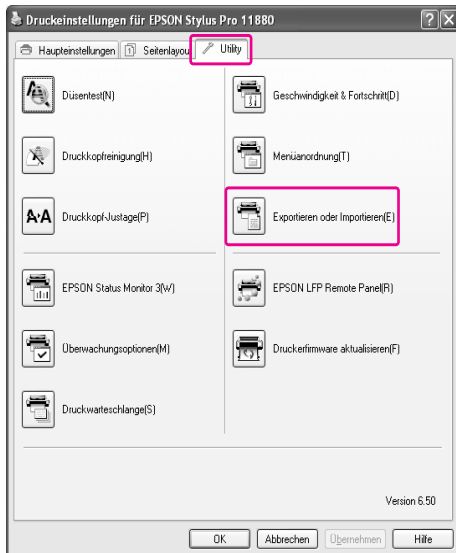 Druckeinstellungen für EPSON Stylus Pro 11880
Haupteinstellungen
Seitenlayou
Utility
Düsentest(N)
Geschwindigkeit & Fortschritt(D)
Druckkopfreinigung(H)
Menüanordnung(T)
A▸A Druckkopf-Justage(P)
Exportieren oder Importieren(E)
EPSON Status Monitor 3(W)
EPSON LFP Remote Panel(R)
Überwachungsoptionen(M)
Druckerfirmware aktualisieren(F)
Druckwarteschlange(S)
Version 6.50
OK
Abbrechen
Übernehmen
Hilfe